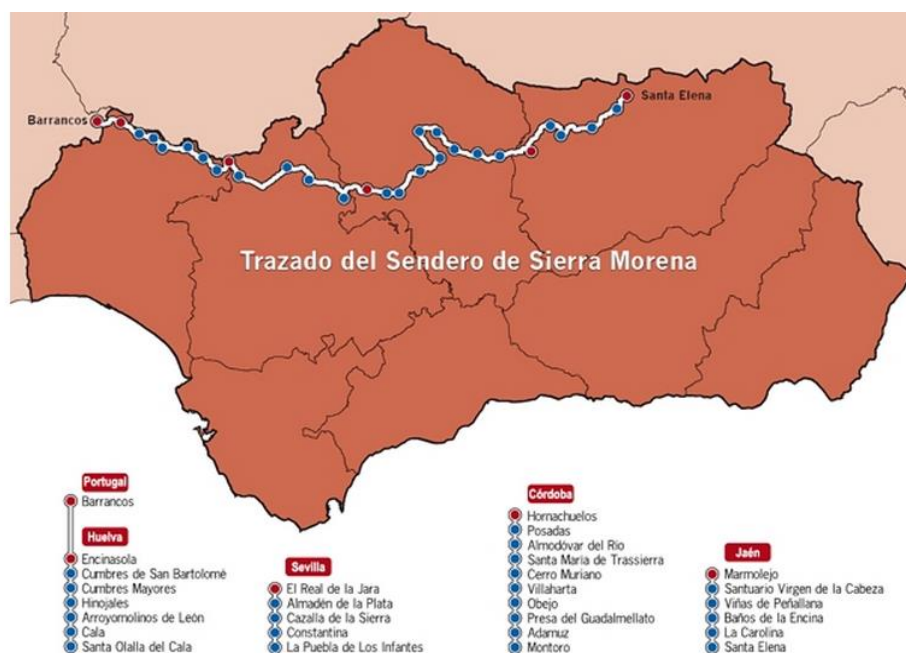 Barrancos
Santa Elena
Trazado del Sendero de Sierra Morena
Portugal
Barrancos
Huelva
Encinasola
Cumbres de San Bartolomé
Cumbres Mayores
Hinojales
Arroyomolinos de León
Cala
Santa Olalla del Cala
Sevilla
El Real de la Jara
Almadén de la Plata
Cazalla de la Sierra
Constantina
La Puebla de Los Infantes
Córdoba
Hornachuelos
Posadas
Almodóvar del Río
Santa María de Trassierra
Cerro Muriano
Villaharta
Obejo
Presa del Guadalmellato
Adamuz
Montoro
Jaén
Marmolejo
Santuario Virgen de la Cabeza
Viñas de Peñallana
Baños de la Encina
La Carolina
Santa Elena